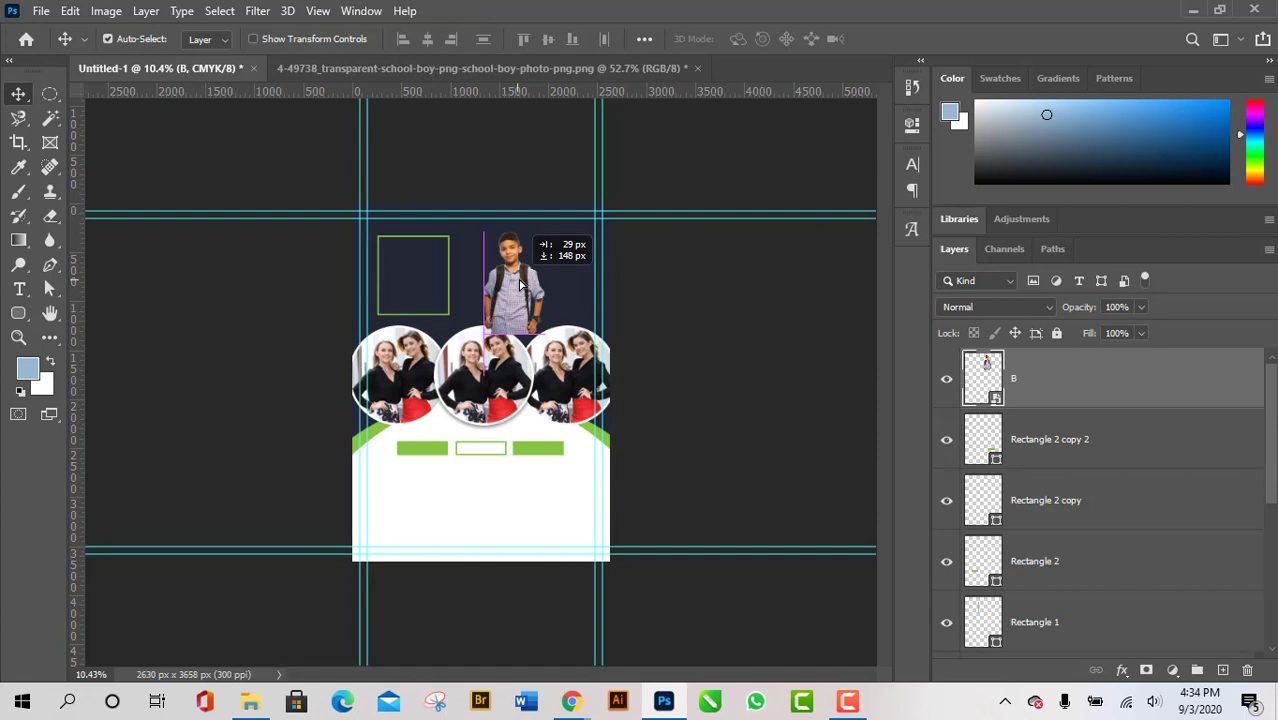 Ps File Edit Image Layer Type Select Filter 3D View Window Help
Auto-Select: Layer Show Transform Controls ••• 3D Mode:
Untitled-1 @ 10.4% (B, CMYK/8) * × 4-49738_transparent-school-boy-png-school-boy-photo-png.png @ 52.7% (RGB/8) * ×
Color Swatches Gradients Patterns
2500 2000 1500 1000 500 0 500 1000 1500 2000 2500 3000 3500 4000 4500 5000
29 px
148 px
Libraries Adjustments
Layers Channels Paths
Kind
Normal Opacity: 100%
Lock: Fill: 100%
B
Rectangle 2 copy 2
Rectangle 2 copy
Rectangle 2
Rectangle 1
10.43% 2630 px x 3658 px (300 ppi)
Br Ai Ps
4:34 PM
9/3/2020
5